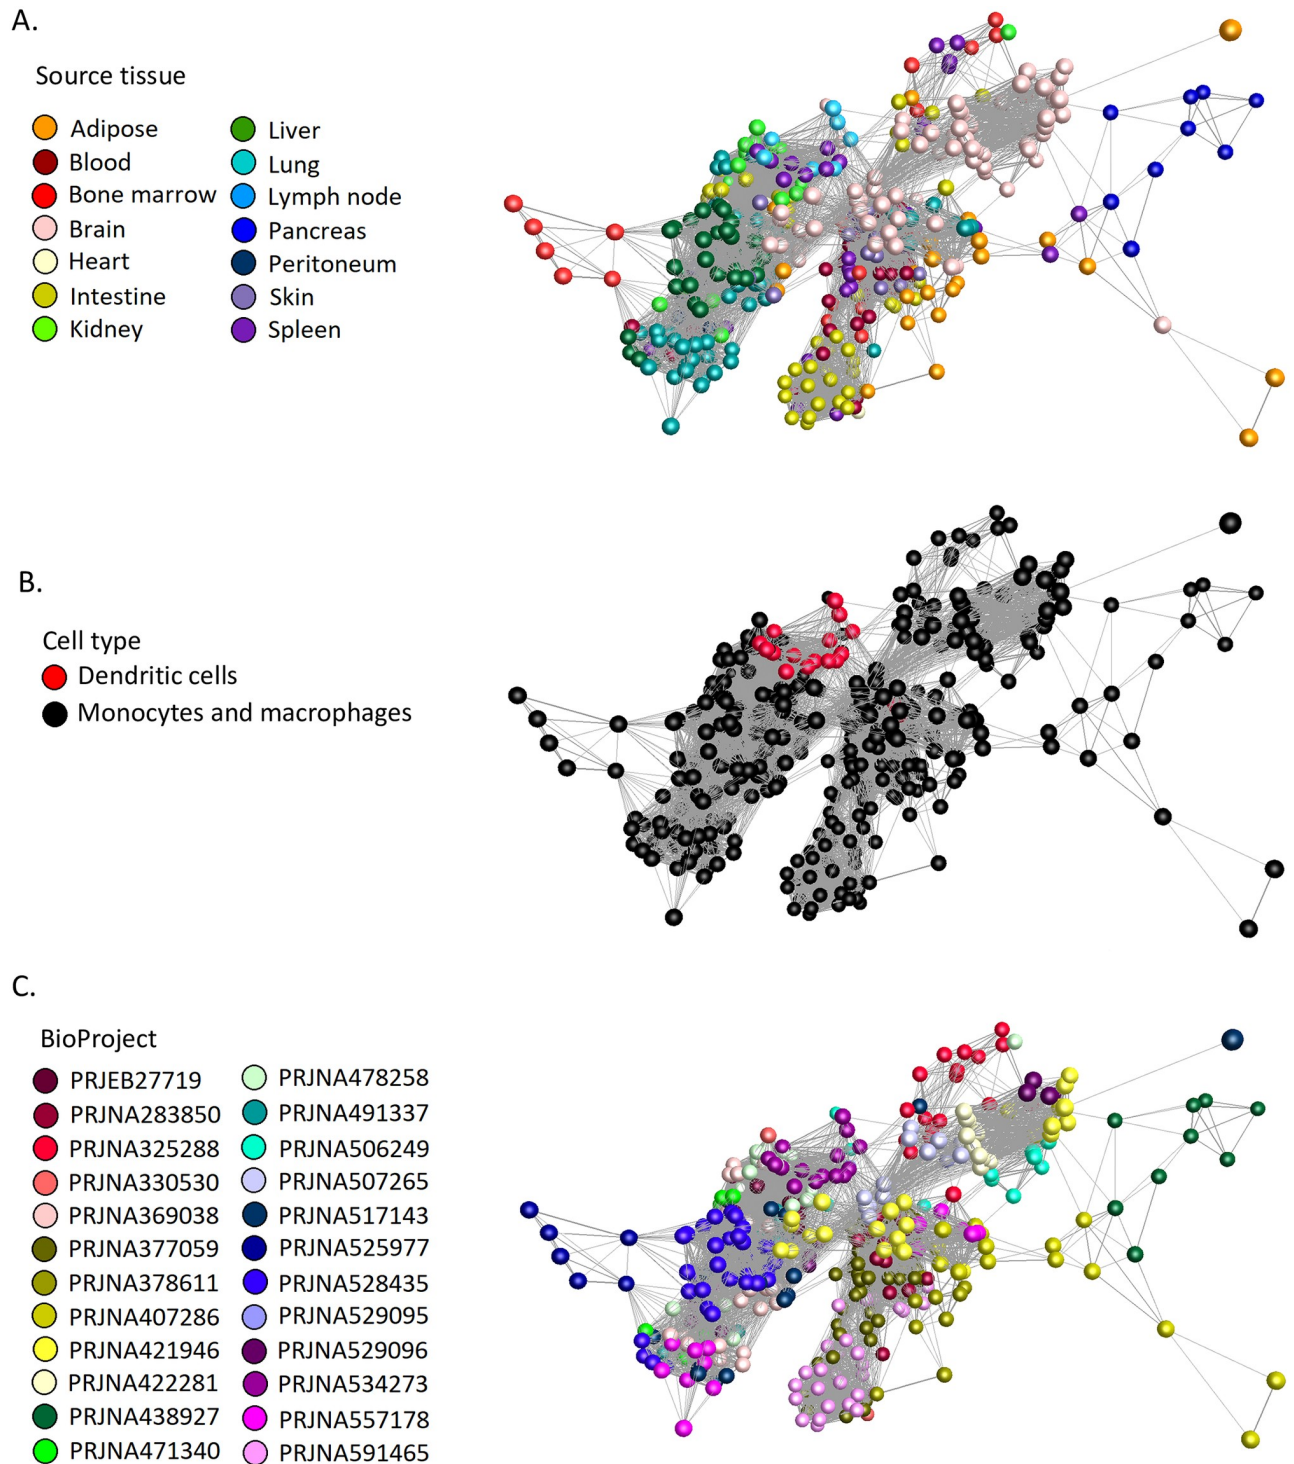 A.
Source tissue
Adipose Liver
Blood Lung
Bone marrow Lymph node
Brain Pancreas
Heart Peritoneum
Intestine Skin
Kidney Spleen
B.
Cell type
Dendritic cells
Monocytes and macrophages
C.
BioProject
PRJEB27719 PRJNA478258
PRJNA283850 PRJNA491337
PRJNA325288 PRJNA506249
PRJNA330530 PRJNA507265
PRJNA369038 PRJNA517143
PRJNA377059 PRJNA525977
PRJNA378611 PRJNA528435
PRJNA407286 PRJNA529095
PRJNA421946 PRJNA529096
PRJNA422281 PRJNA534273
PRJNA438927 PRJNA557178
PRJNA471340 PRJNA591465